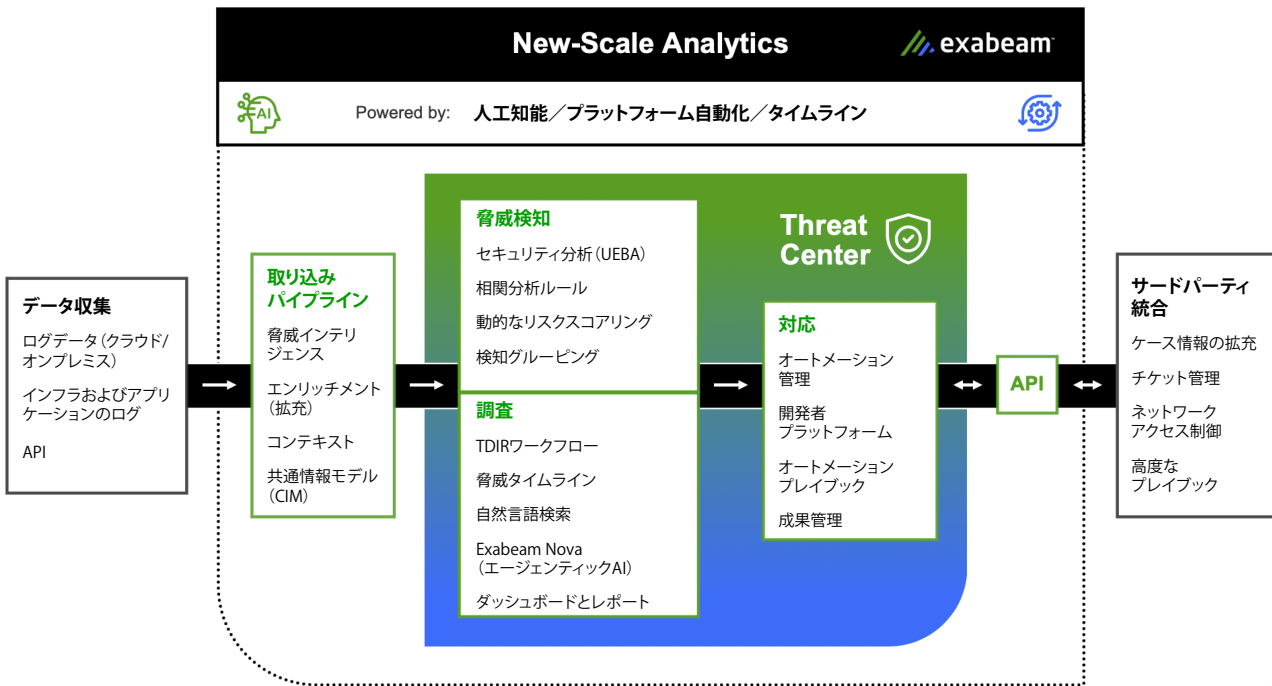 New-Scale Analytics
exabeam
Powered by: 人工知能／プラットフォーム自動化／タイムライン
AI
データ収集
ログデータ（クラウド/
オンプレミス）
インフラおよびアプリ
ケーションのログ
API
取り込み
パイプライン
脅威インテリ
ジェンス
エンリッチメント
（拡充）
コンテキスト
共通情報モデル
（CIM）
脅威検知
セキュリティ分析（UEBA）
相関分析ルール
動的なリスクスコアリング
検知グルーピング
調査
TDIRワークフロー
脅威タイムライン
自然言語検索
Exabeam Nova
（エージェンティックAI）
ダッシュボードとレポート
Threat
Center
対応
オートメーション
管理
開発者
プラットフォーム
オートメーション
プレイブック
成果管理
API
サードパーティ
統合
ケース情報の拡充
チケット管理
ネットワーク
アクセス制御
高度な
プレイブック